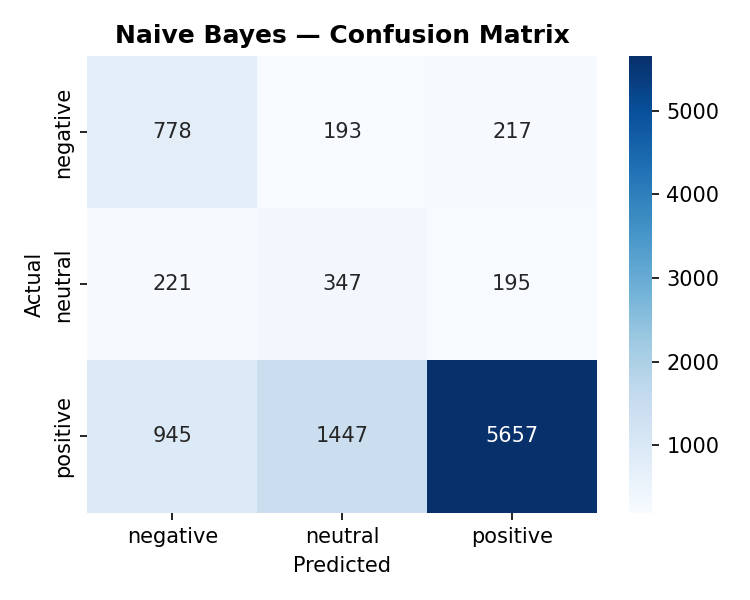 Naive Bayes — Confusion Matrix
Actual
negative
778 193 217
neutral
221 347 195
positive
945 1447 5657
negative neutral positive
Predicted
5000
4000
3000
2000
1000